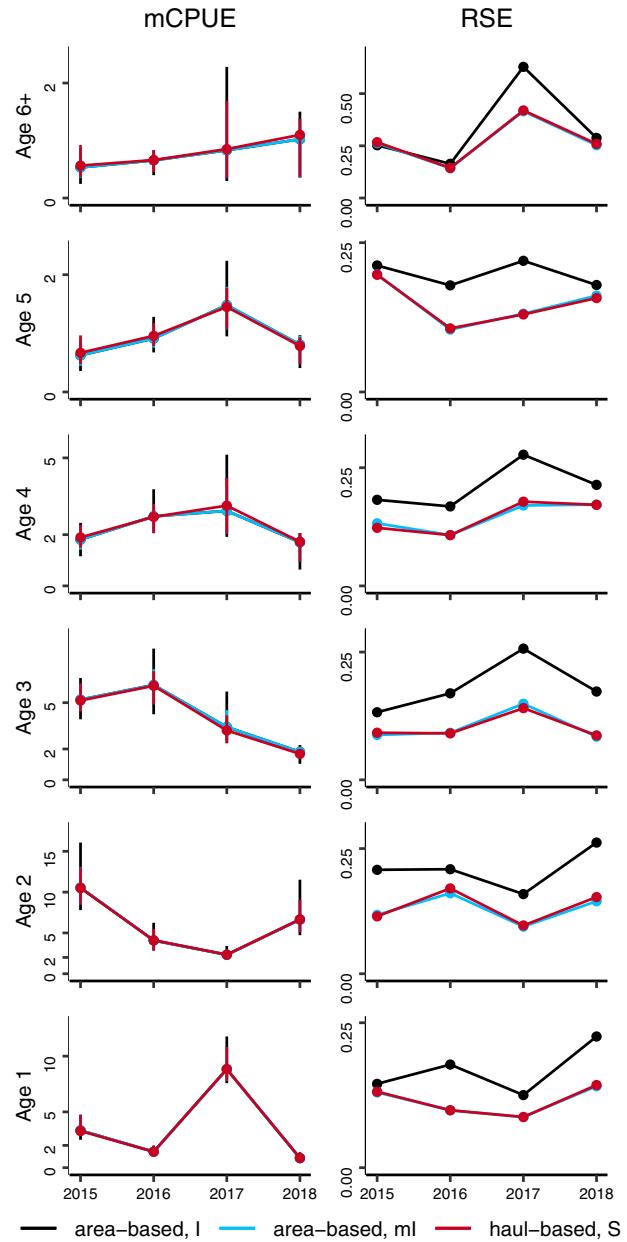 mCPUE RSE
Age 6+ 0 2 0.00 0.25 0.50
Age 5 0 2 0.00 0.25
Age 4 0 2 5 0.00 0.25
Age 3 0 2 5 0.00 0.25
Age 2 0 2 5 10 15 0.00 0.25
Age 1 0 2 5 10 0.00 0.25
2015 2016 2017 2018 2015 2016 2017 2018
area−based, I area−based, mI haul−based, S